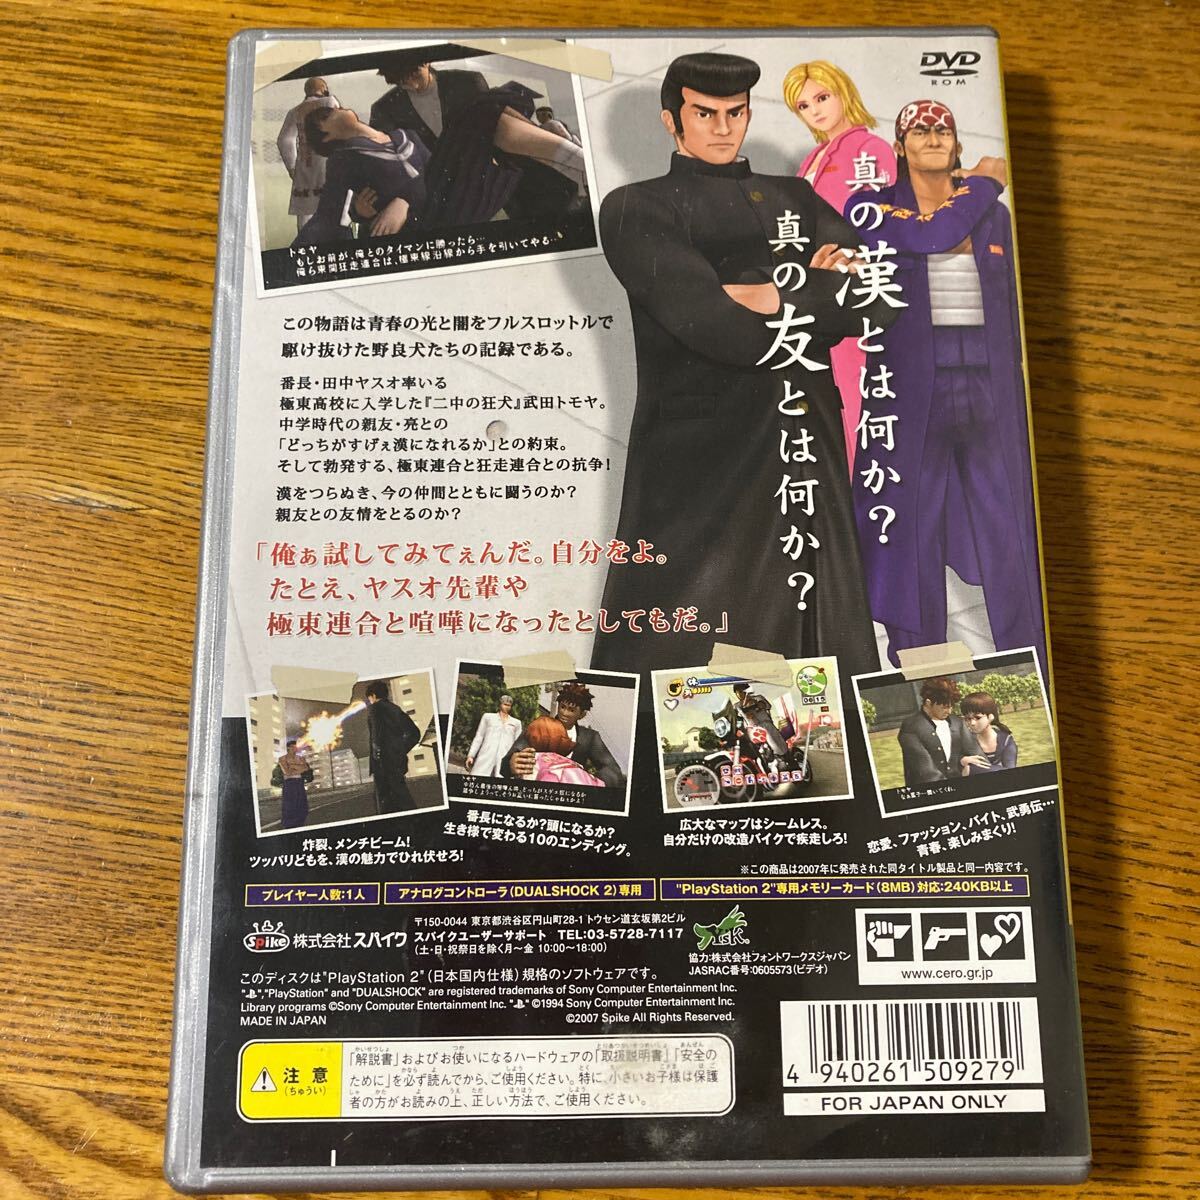 DVD
ROM
真の漢とは何か?
真の友とは何か?
トモヤ
もしお前が、俺とのタイマンに勝ったら…
俺ら東関狂走連合は、極東線沿線から手を引いてやる…
この物語は青春の光と闇をフルスロットルで
駆け抜けた野良犬たちの記録である。
番長・田中ヤスオ率いる
極東高校に入学した『二中の狂犬』武田トモヤ。
中学時代の親友・亮との
「どっちがすげぇ漢になれるか」との約束。
そして勃発する、極東連合と狂走連合との抗争!
漢をつらぬき、今の仲間とともに闘うのか?
親友との友情をとるのか?
「俺ぁ試してみてぇんだ。自分をよ。
たとえ、ヤスオ先輩や
極東連合と喧嘩になったとしてもだ。」
炸裂、メンチビーム!
ツッパリどもを、漢の魅力でひれ伏せろ!
トモヤ
番長になるか?頭になるか?
生き様で変わる10のエンディング。
06:15
広大なマップはシームレス。
自分だけの改造バイクで疾走しろ!
トモヤ
恋愛、ファッション、バイト、武勇伝…
青春、楽しみまくり!
※この商品は2007年に発売された同タイトル製品と同一内容です。
プレイヤー人数:1人
アナログコントローラ(DUALSHOCK 2)専用
"PlayStation 2"専用メモリーカード(8MB)対応:240KB以上
Spike 株式会社スパイク
〒150-0044 東京都渋谷区円山町28-1 トウセン道玄坂第2ビル
スパイクユーザーサポート TEL:03-5728-7117
(土・日・祝祭日を除く月〜金 10:00〜18:00)
協力:株式会社フォントワークスジャパン
JASRAC番号:0605573(ビデオ)
www.cero.gr.jp
このディスクは"PlayStation 2"(日本国内仕様)規格のソフトウェアです。
" ","PlayStation" and "DUALSHOCK" are registered trademarks of Sony Computer Entertainment Inc.
Library programs ©Sony Computer Entertainment Inc. " " ©1994 Sony Computer Entertainment Inc.
MADE IN JAPAN
©2007 Spike All Rights Reserved.
注意
(ちゅうい)
「解説書」およびお使いになるハードウェアの「取扱説明書」「安全の
ために」を必ず読んでから、ご使用ください。特に、小さいお子様は保護
者の方がお読みの上、正しい方法で、ご使用ください。
4 940261 509279
FOR JAPAN ONLY